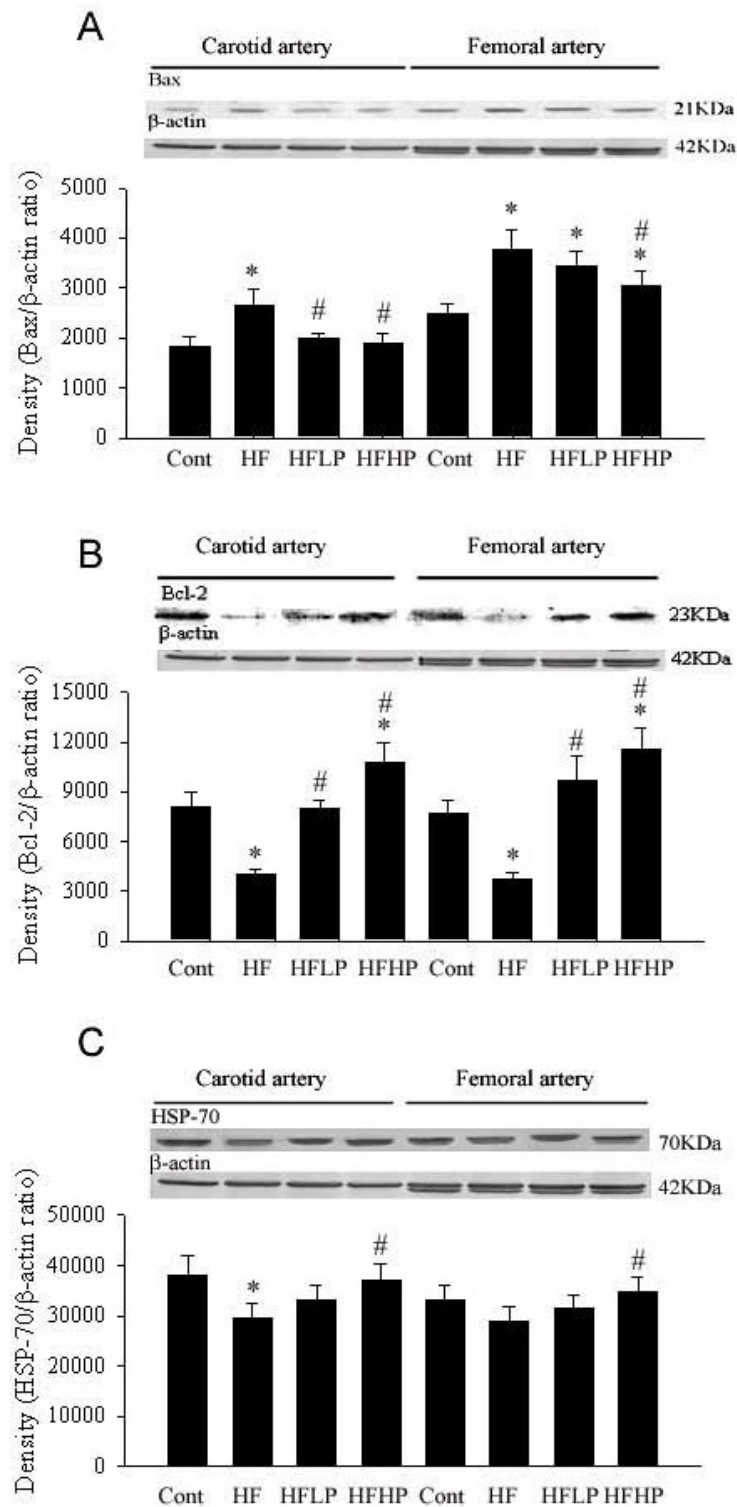 A
Carotid artery Femoral artery
Bax
21KDa
β-actin
42KDa
Density (Bax/β-actin ratio)
5000
4000
3000
2000
1000
0
* # # * * # *
Cont HF HFLP HFHP Cont HF HFLP HFHP
B
Carotid artery Femoral artery
Bcl-2
23KDa
β-actin
42KDa
Density (Bcl-2/β-actin ratio)
15000
12000
9000
6000
3000
0
* # # * * # # *
Cont HF HFLP HFHP Cont HF HFLP HFHP
C
Carotid artery Femoral artery
HSP-70
70KDa
β-actin
42KDa
Density (HSP-70/β-actin ratio)
50000
40000
30000
20000
10000
0
* # #
Cont HF HFLP HFHP Cont HF HFLP HFHP